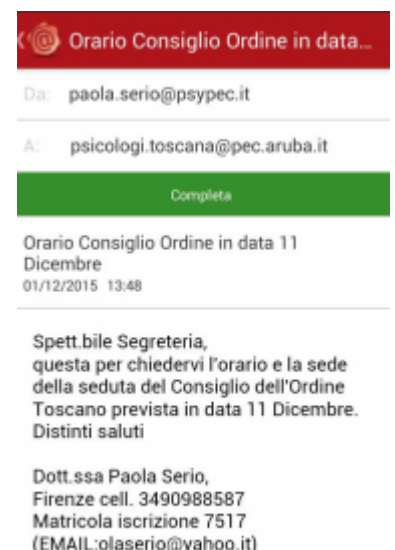 Orario Consiglio Ordine in data...
Da: paola.serio@psypec.it
A: psicologi.toscana@pec.aruba.it
Completa
Orario Consiglio Ordine in data 11
Dicembre
01/12/2015 13:48
Spett.bile Segreteria,
questa per chiedervi l'orario e la sede
della seduta del Consiglio dell'Ordine
Toscano prevista in data 11 Dicembre.
Distinti saluti
Dott.ssa Paola Serio,
Firenze cell. 3490988587
Matricola iscrizione 7517
(EMAIL:olaserio@yahoo.it)